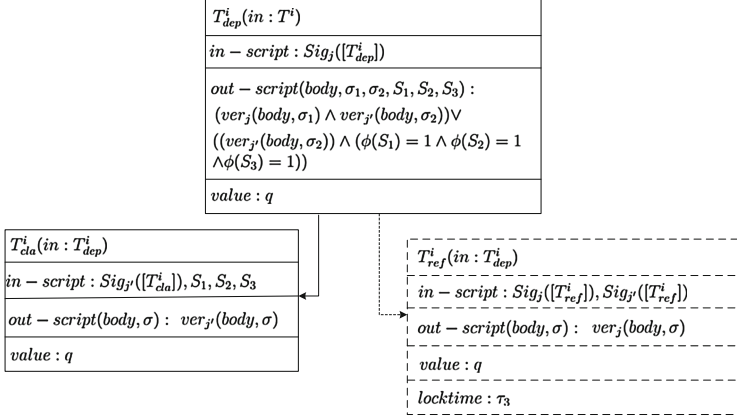 T^i_{dep}(in : T^i)
in − script : Sig_j([T^i_{dep}])
out − script(body, σ_1, σ_2, S_1, S_2, S_3) :
(ver_j(body, σ_1) ∧ ver_{j'}(body, σ_2))∨
((ver_{j'}(body, σ_2)) ∧ (ϕ(S_1) = 1 ∧ ϕ(S_2) = 1
∧ϕ(S_3) = 1))
value : q
T^i_{cla}(in : T^i_{dep})
in − script : Sig_{j'}([T^i_{cla}]), S_1, S_2, S_3
out − script(body, σ) : ver_{j'}(body, σ)
value : q
T^i_{ref}(in : T^i_{dep})
in − script : Sig_j([T^i_{ref}]), Sig_{j'}([T^i_{ref}])
out − script(body, σ) : ver_j(body, σ)
value : q
locktime : τ_3